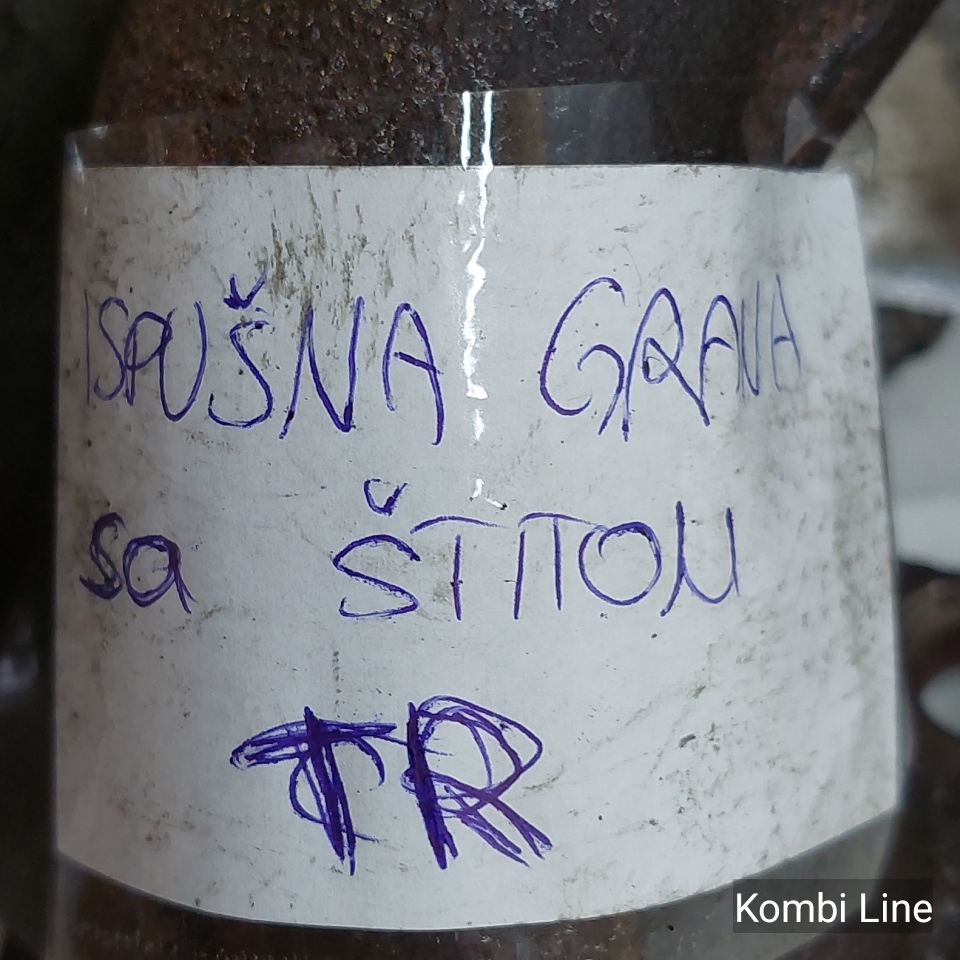 ISPUŠNA GRANA
sa ŠTITOM
TR
Kombi Line